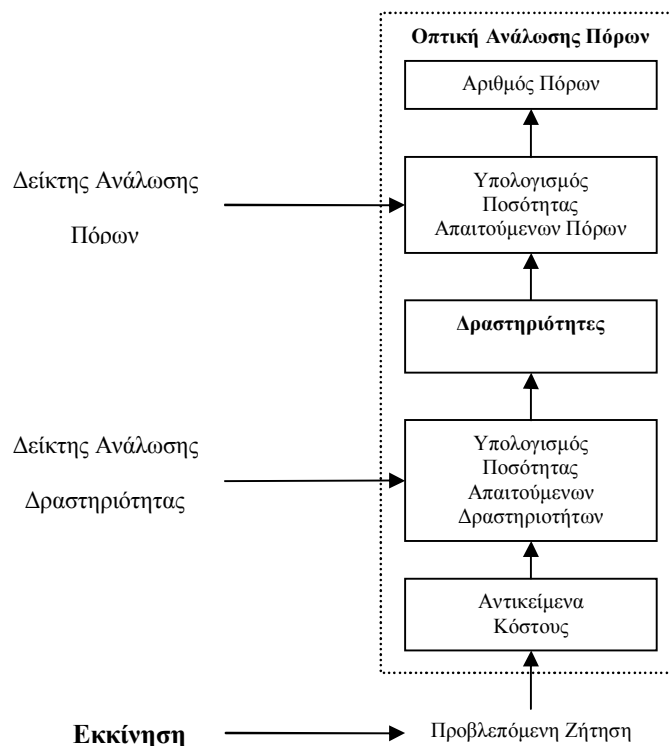 Οπτική Ανάλωσης Πόρων
Αριθμός Πόρων
Δείκτης Ανάλωσης
Πόρων
Υπολογισμός
Ποσότητας
Απαιτούμενων Πόρων
Δραστηριότητες
Δείκτης Ανάλωσης
Δραστηριότητας
Υπολογισμός
Ποσότητας
Απαιτούμενων
Δραστηριοτήτων
Αντικείμενα
Κόστους
Εκκίνηση
Προβλεπόμενη Ζήτηση